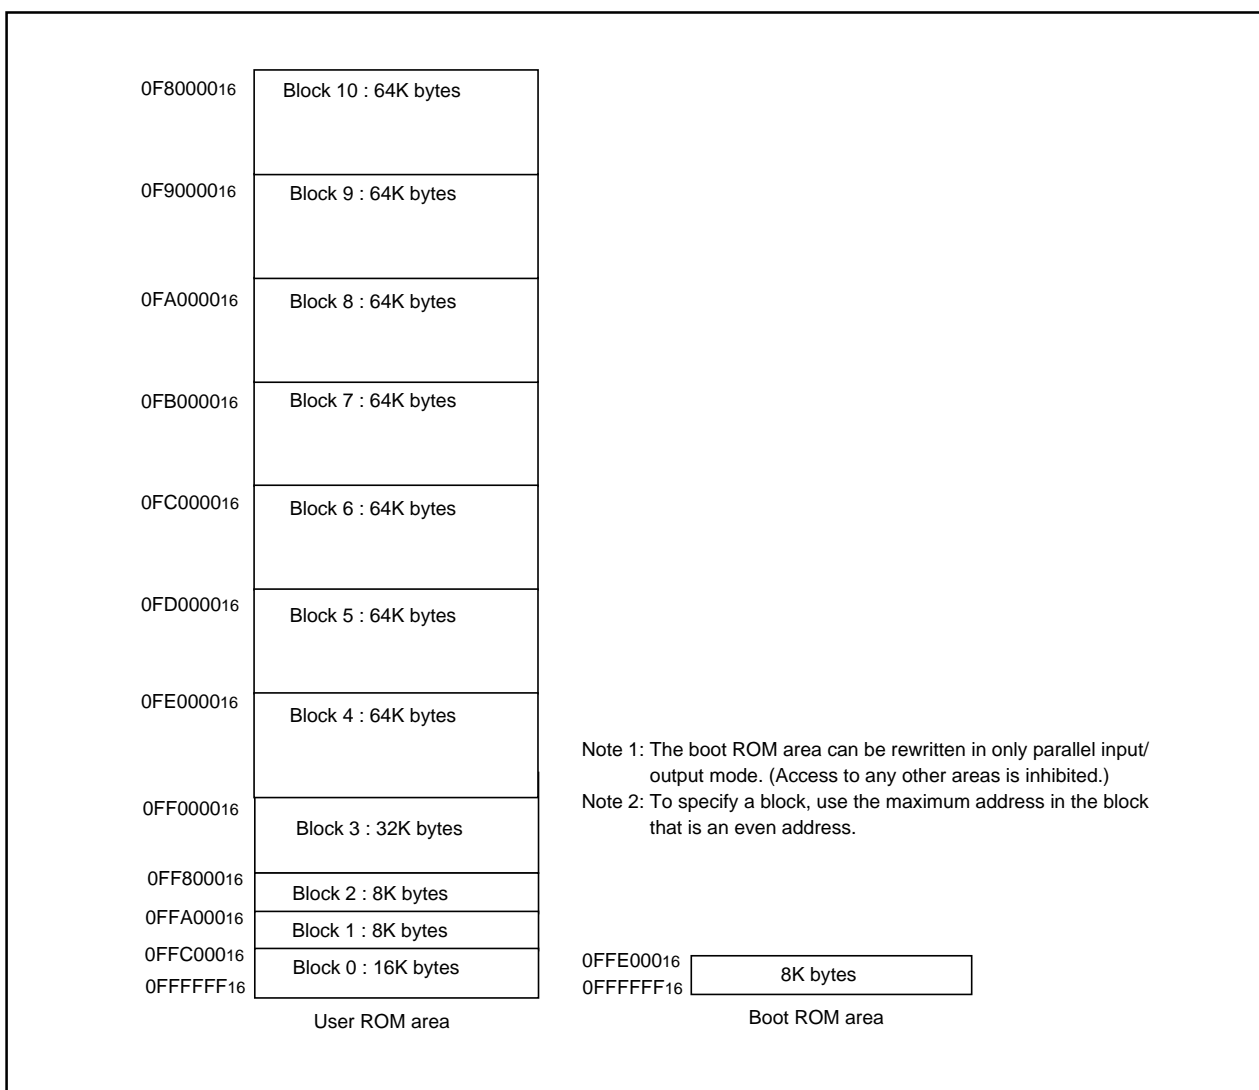 0F8000016 Block 10 : 64K bytes
0F9000016 Block 9 : 64K bytes
0FA000016 Block 8 : 64K bytes
0FB000016 Block 7 : 64K bytes
0FC000016 Block 6 : 64K bytes
0FD000016 Block 5 : 64K bytes
0FE000016 Block 4 : 64K bytes
Note 1: The boot ROM area can be rewritten in only parallel input/
output mode. (Access to any other areas is inhibited.)
Note 2: To specify a block, use the maximum address in the block
that is an even address.
0FF000016 Block 3 : 32K bytes
0FF800016 Block 2 : 8K bytes
0FFA00016 Block 1 : 8K bytes
0FFC00016 Block 0 : 16K bytes
0FFFFFF16
User ROM area
0FFE00016 8K bytes
0FFFFFF16
Boot ROM area